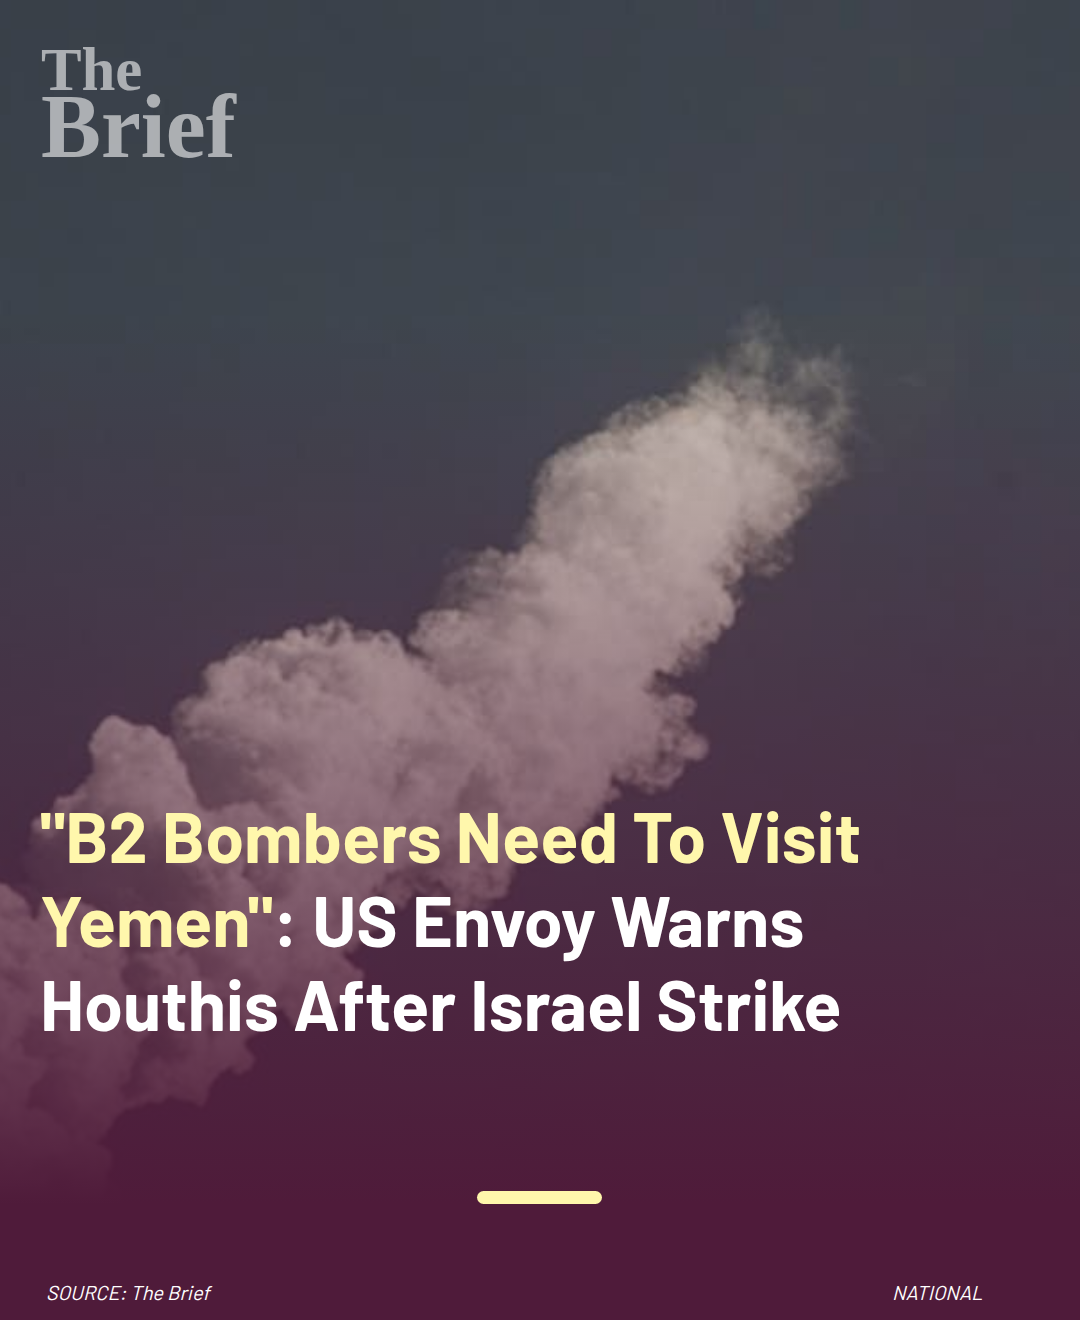 The
Brief
"B2 Bombers Need To Visit
Yemen": US Envoy Warns
Houthis After Israel Strike
SOURCE: The Brief
NATIONAL